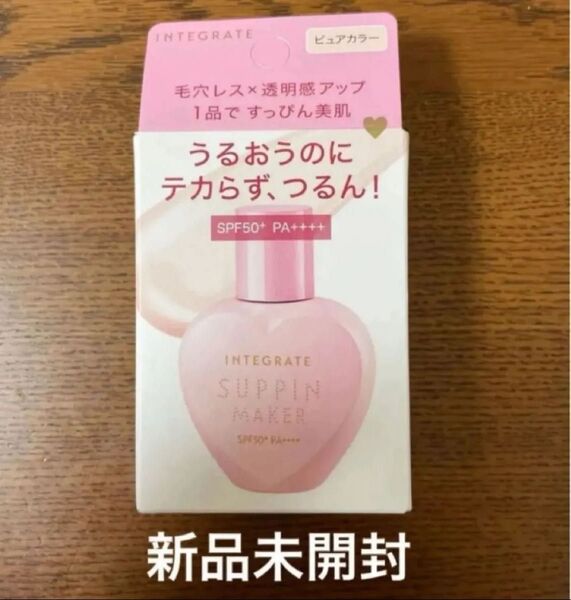 INTEGRATE
ピュアカラー
毛穴レス×透明感アップ
1品で すっぴん美肌
うるおうのに
テカらず、つるん!
SPF50+ PA++++
INTEGRATE
SUPPIN
MAKER
SPF50+ PA++++
新品未開封